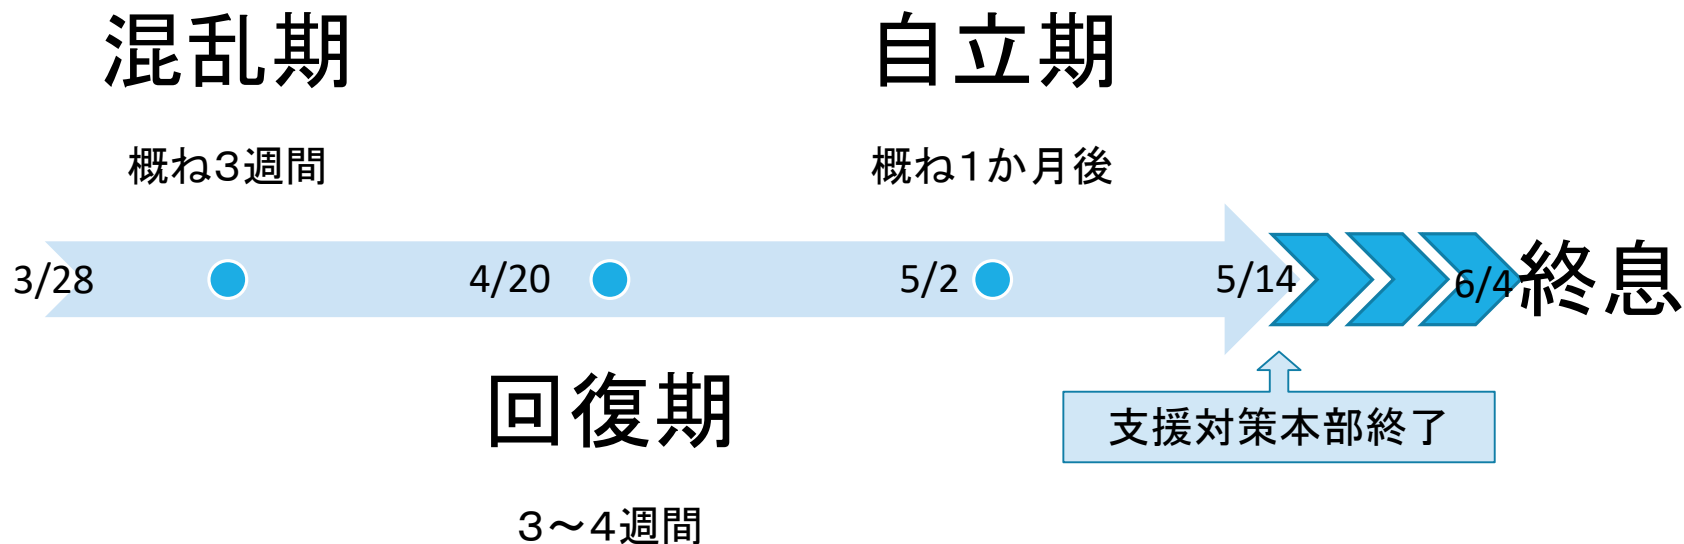 混乱期
自立期
概ね３週間
概ね１か月後
3/28
4/20
5/2
5/14
6/4
終息
回復期
支援対策本部終了
３～４週間